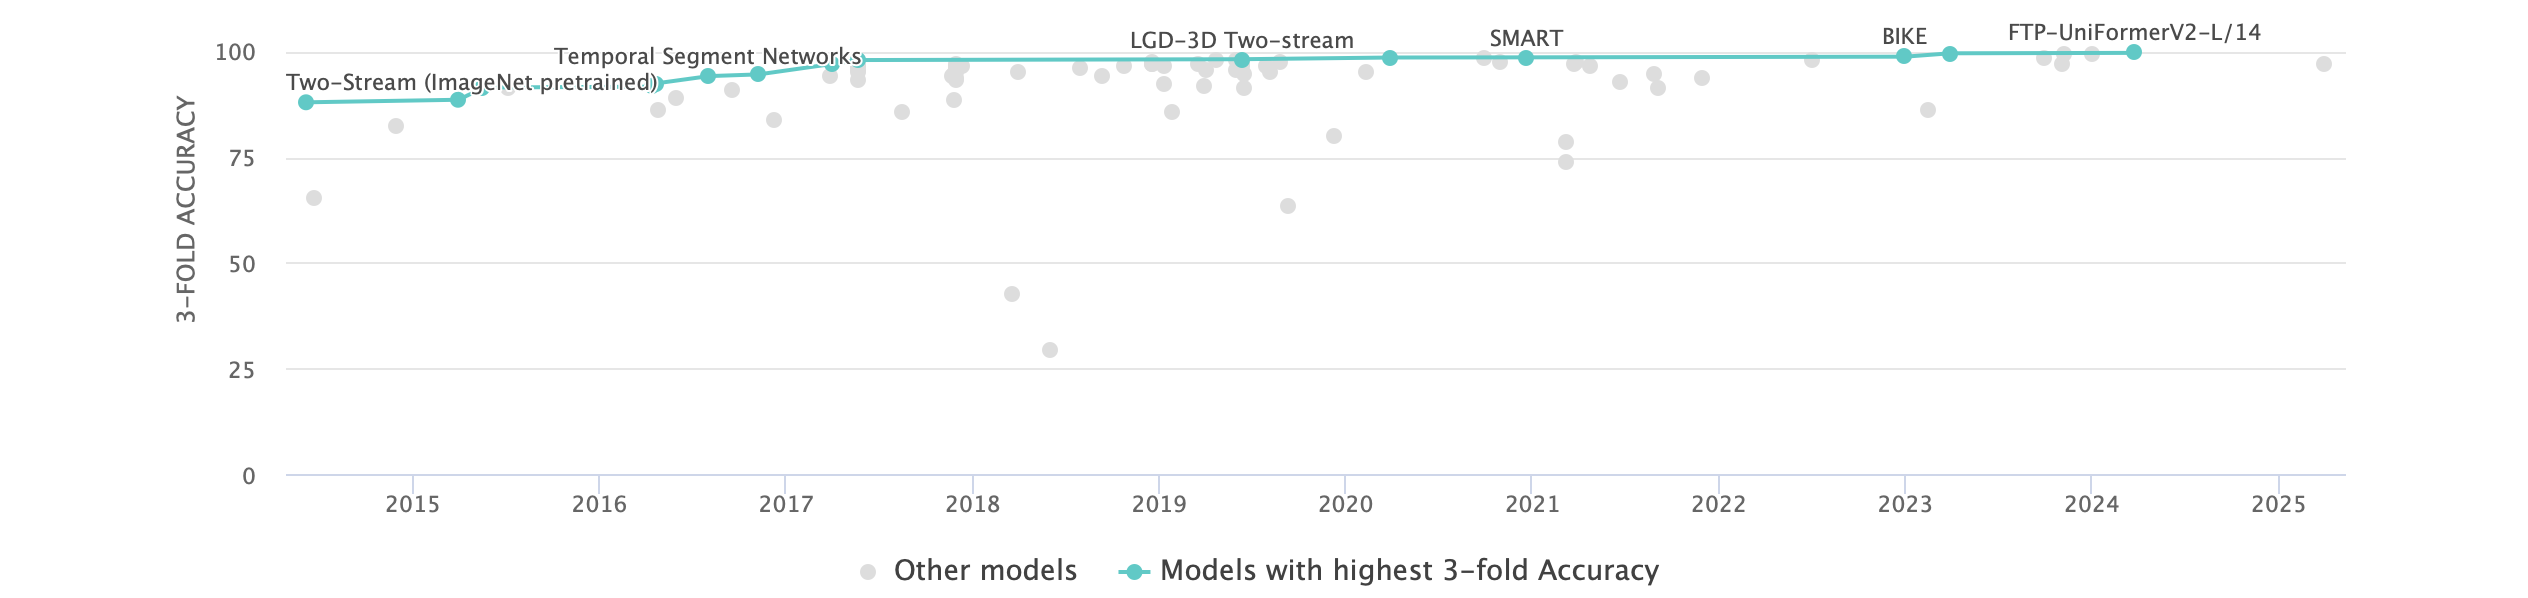 FTP-UniFormerV2-L/14
BIKE
SMART
LGD-3D Two-stream
Temporal Segment Networks
Two-Stream (ImageNet pretrained)
3-FOLD ACCURACY
100
75
50
25
0
2015 2016 2017 2018 2019 2020 2021 2022 2023 2024 2025
Other models Models with highest 3-fold Accuracy